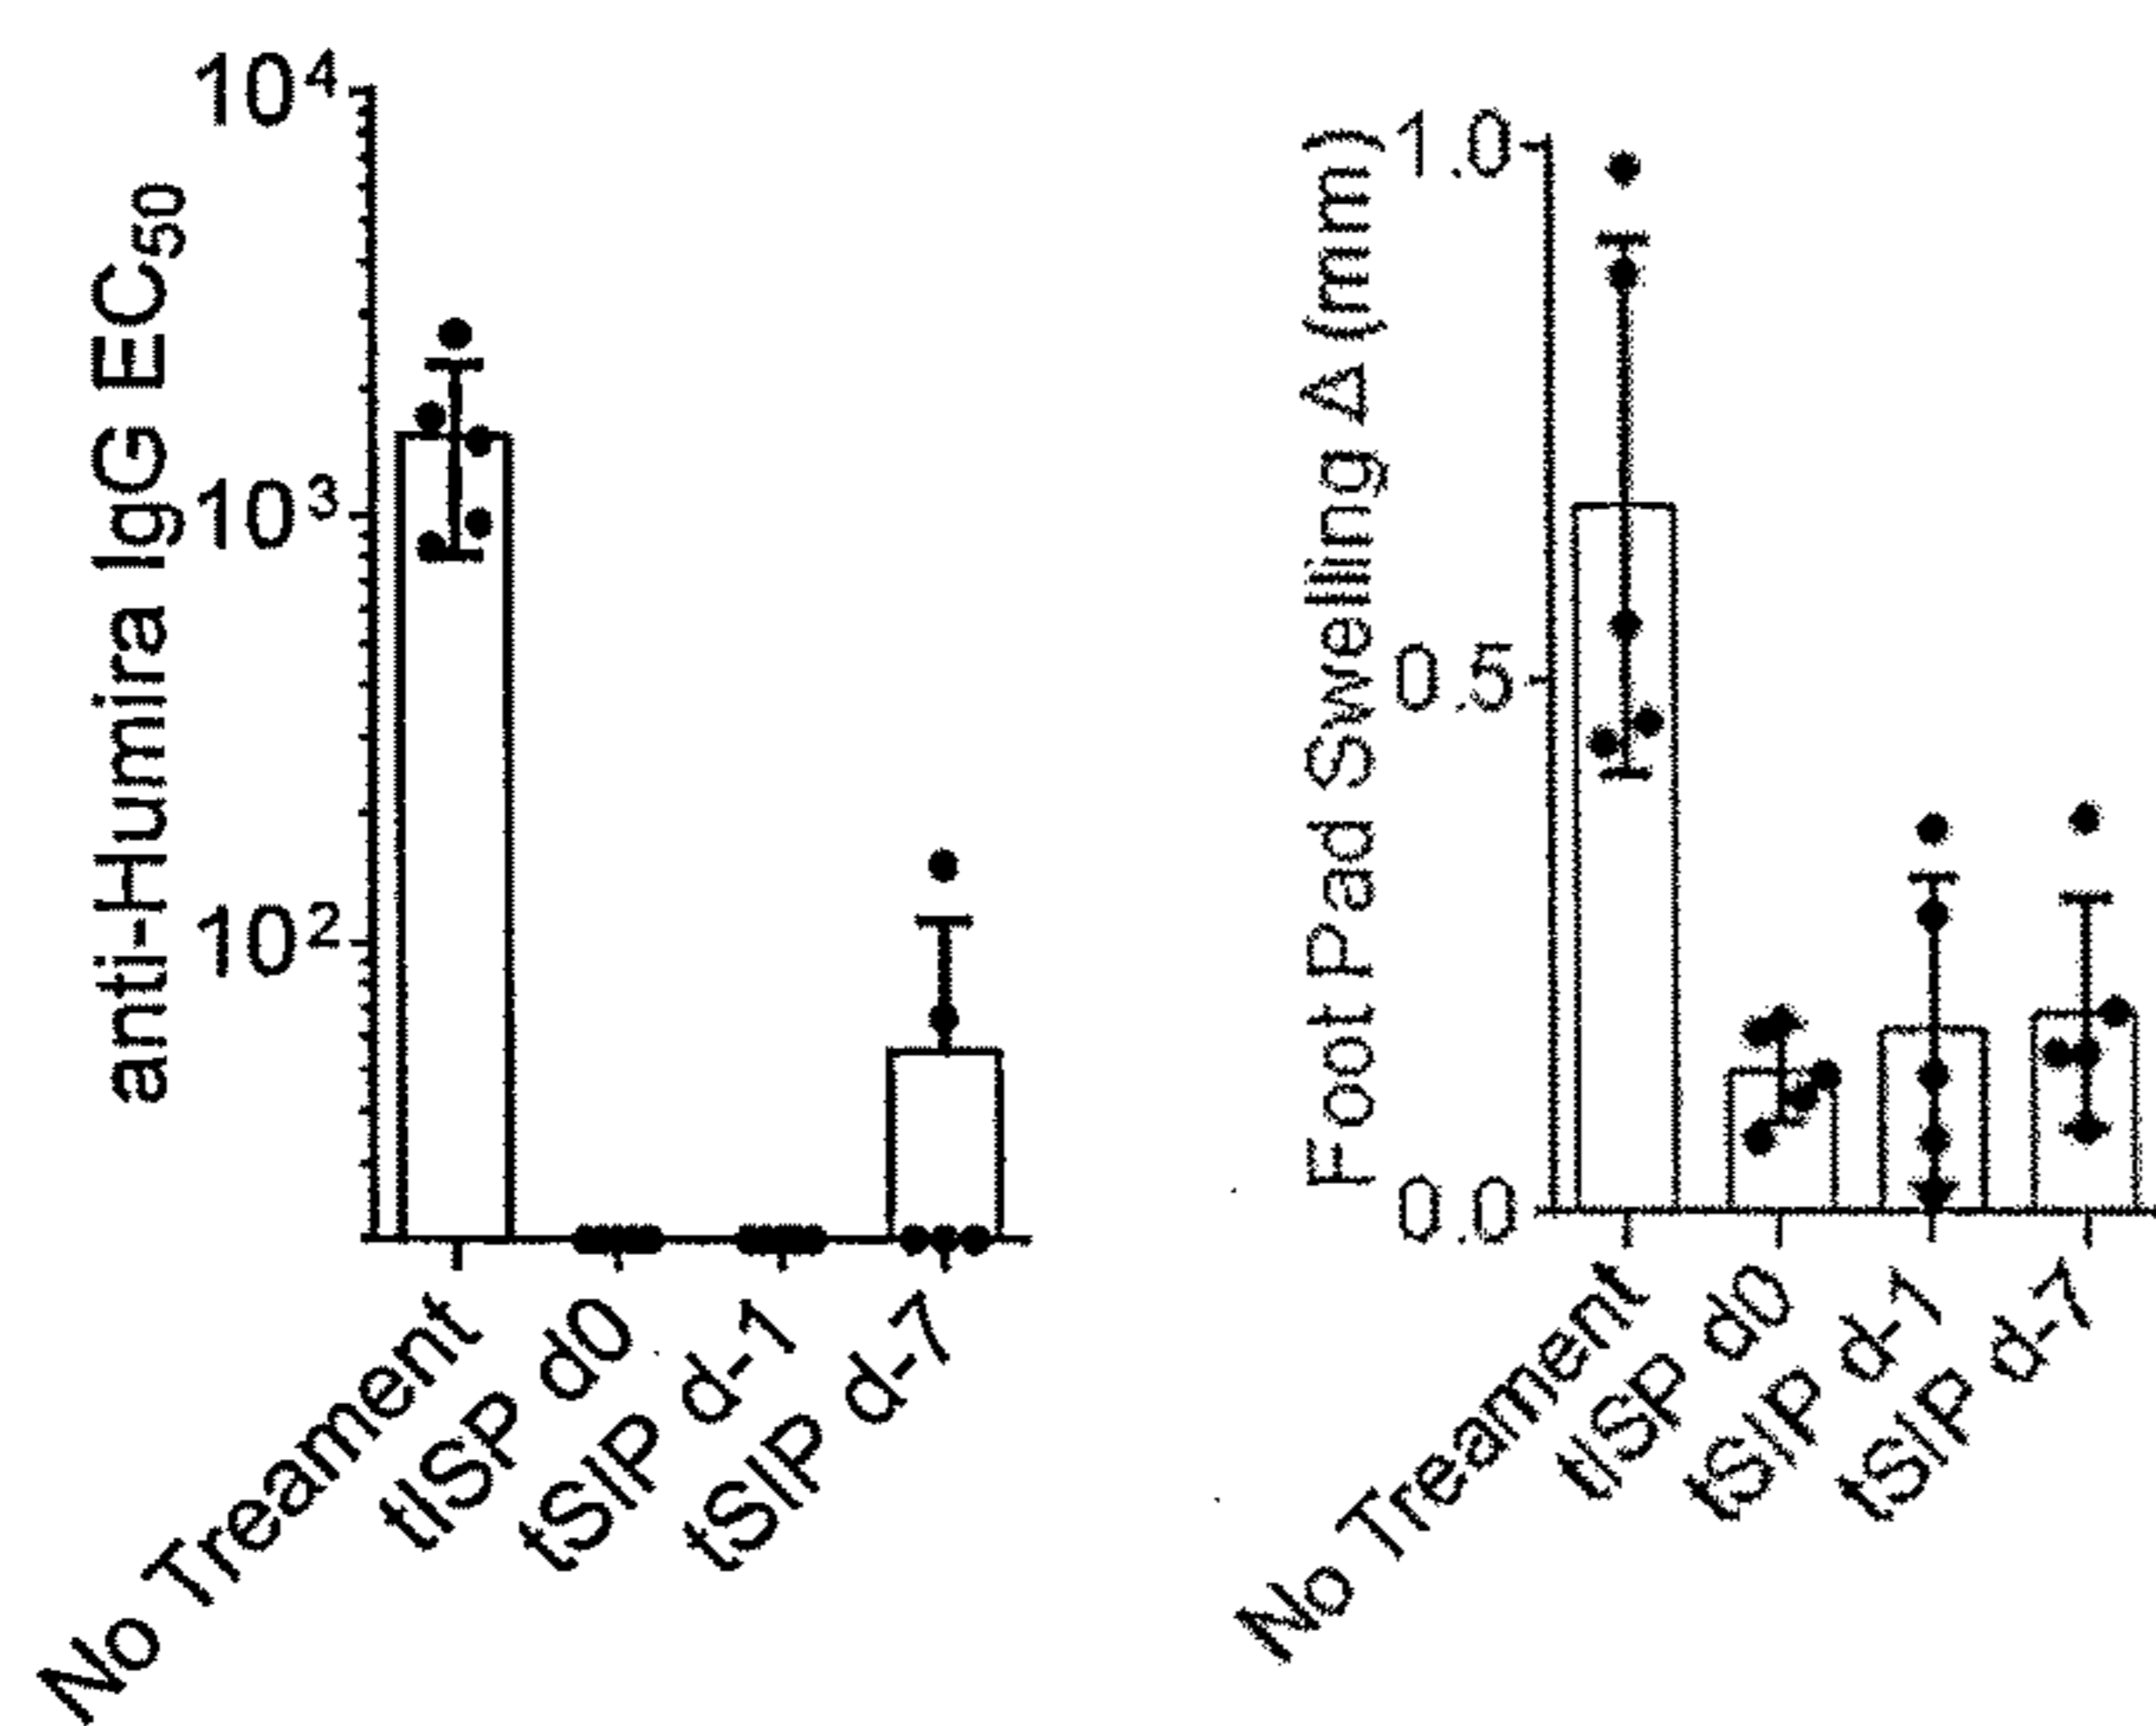 anti-Humira IgG EC₅₀
10⁴
10³
10²
No Treament
tISP d0
tSIP d-1
tSIP d-7
Foot Pad Swelling Δ (mm)
1.0
0.5
0.0
No Treament
tISP d0
tSIP d-1
tSIP d-7